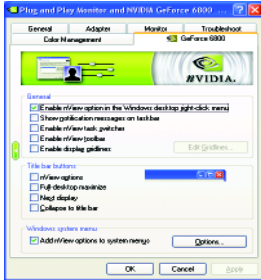 Plug and Play Monitor and NVIDIA GeForce 6800 ...
General Adapter Monitor Troubleshoot
Color Management GeForce 6800
NVIDIA.
General
Enable nView option in the Windows desktop right-click menu
Show notification messages on taskbar
Enable nView task switcher
Enable nView toolbar
Enable display gridlines
Edit Gridlines...
Title bar buttons
nView options
Full-desktop maximize
Next display
Collapse to title bar
Windows system menu
Add nView options to system menus
Options...
OK Cancel Apply